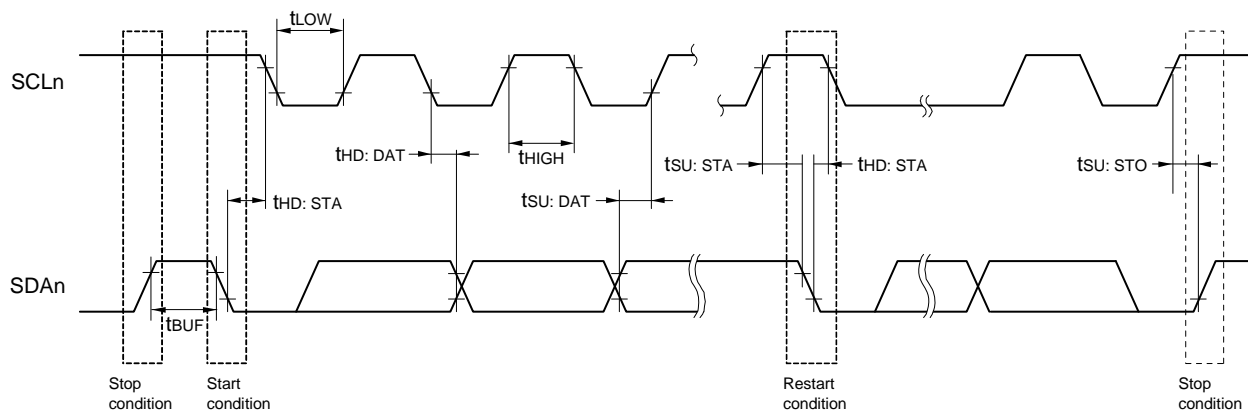 tLOW
SCLn
tHD: DAT
tHIGH
tSU: STA
tHD: STA
tSU: STO
tHD: STA
tSU: DAT
SDAn
tBUF
Stop
condition
Start
condition
Restart
condition
Stop
condition